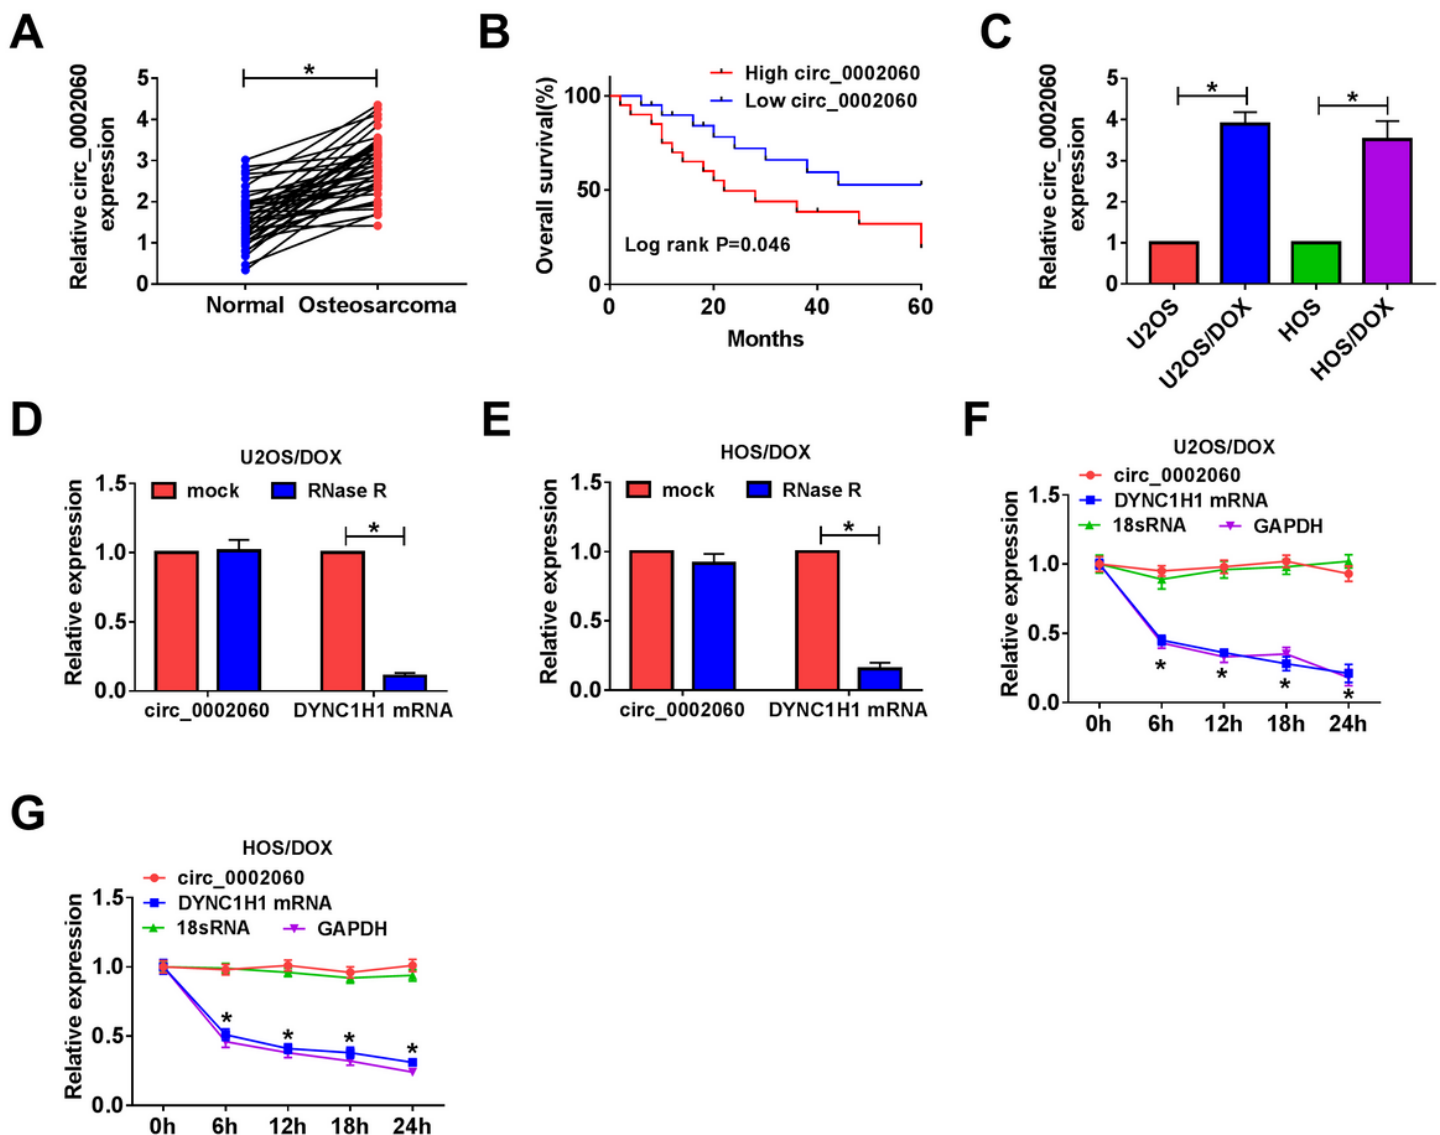 A
Relative circ_0002060
expression
5
4
3
2
1
0
*
Normal Osteosarcoma
B
Overall survival(%)
100
50
0
High circ_0002060
Low circ_0002060
Log rank P=0.046
0 20 40 60
Months
C
Relative circ_0002060
expression
5
4
3
2
1
0
* *
U2OS U2OS/DOX HOS HOS/DOX
D
U2OS/DOX
mock RNase R
Relative expression
1.5
1.0
0.5
0.0
*
circ_0002060 DYNC1H1 mRNA
E
HOS/DOX
mock RNase R
Relative expression
1.5
1.0
0.5
0.0
*
circ_0002060 DYNC1H1 mRNA
F
U2OS/DOX
circ_0002060
DYNC1H1 mRNA
18sRNA GAPDH
Relative expression
1.5
1.0
0.5
0.0
* * * *
0h 6h 12h 18h 24h
G
HOS/DOX
circ_0002060
DYNC1H1 mRNA
18sRNA GAPDH
Relative expression
1.5
1.0
0.5
0.0
* * * *
0h 6h 12h 18h 24h